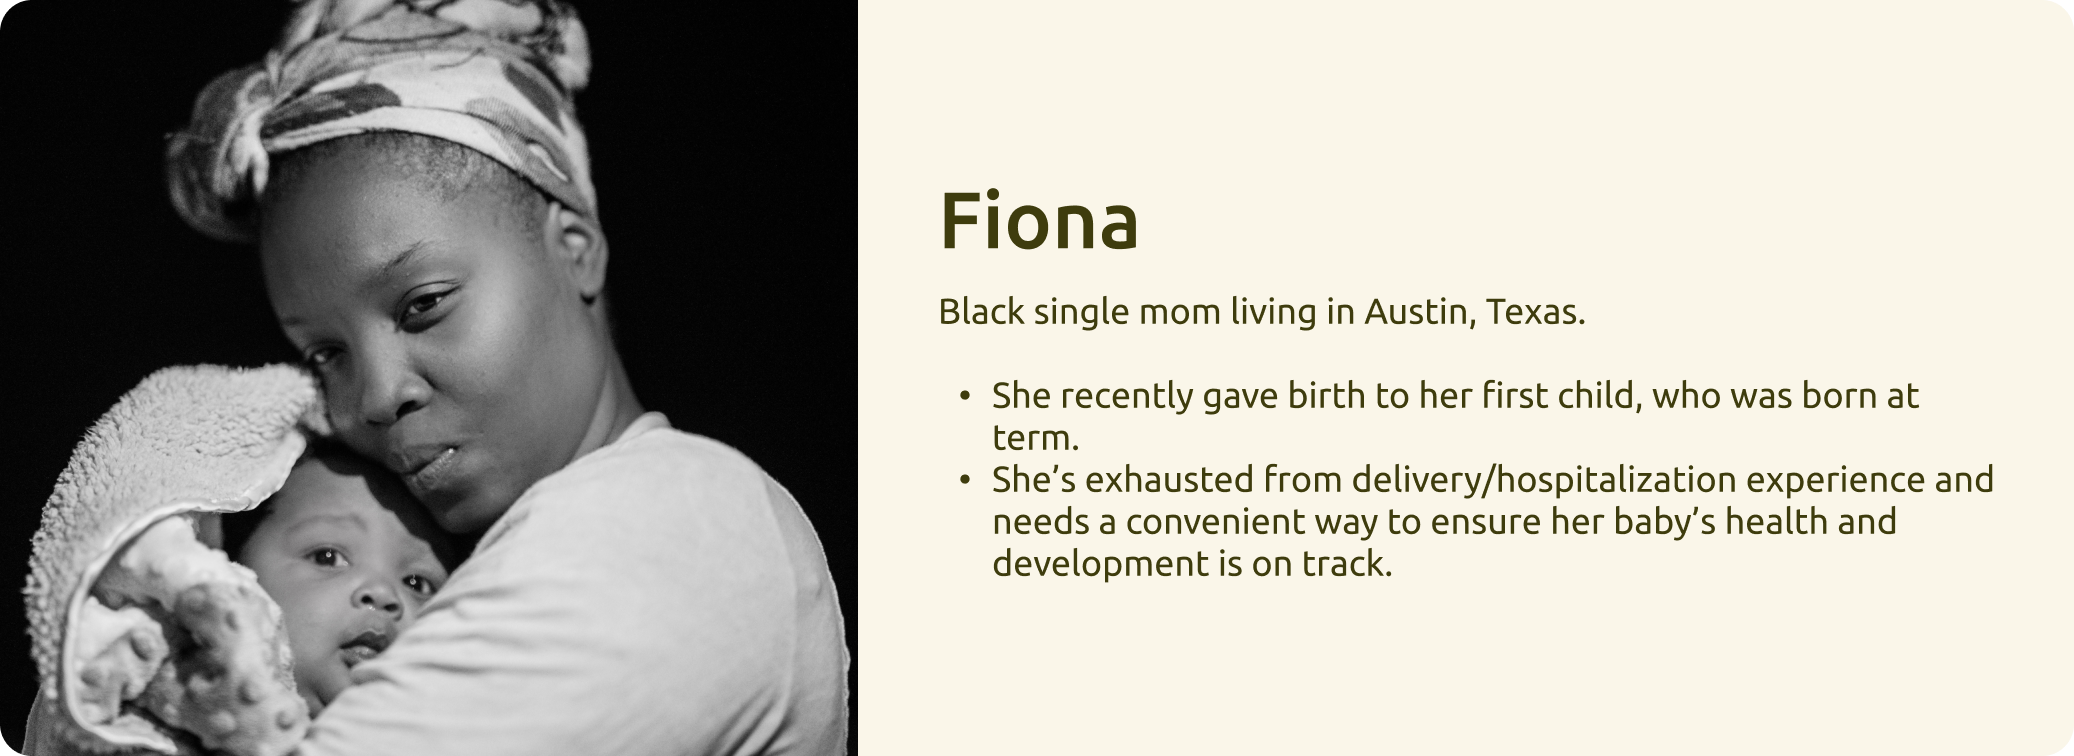 Fiona
Black single mom living in Austin, Texas.
• She recently gave birth to her first child, who was born at
term.
• She’s exhausted from delivery/hospitalization experience and
needs a convenient way to ensure her baby’s health and
development is on track.